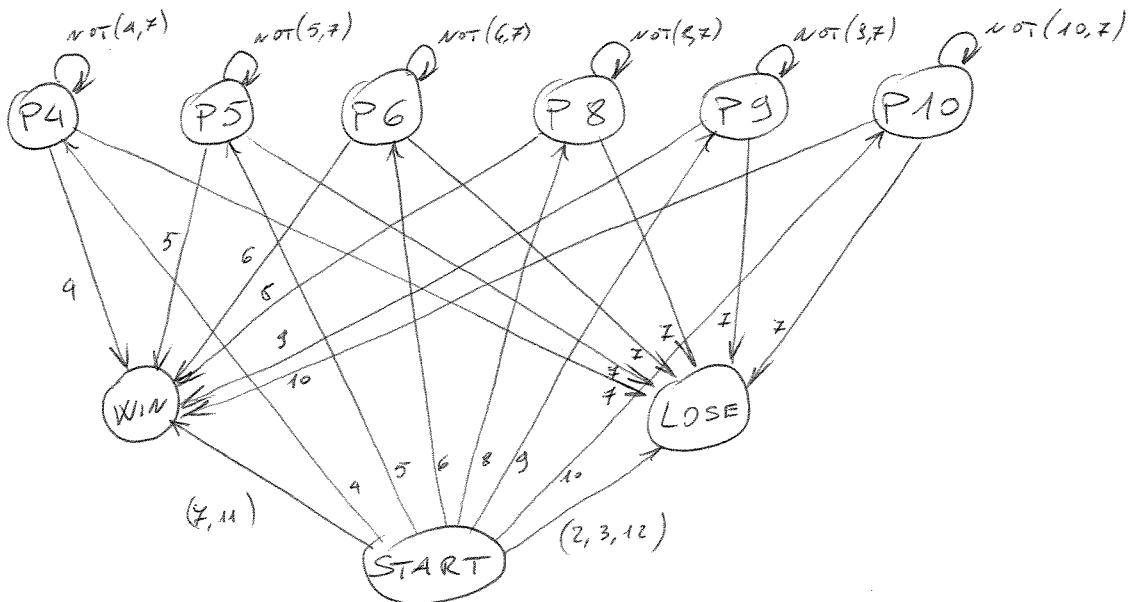 NOT(4,7) NOT(5,7) NOT(6,7) NOT(8,7) NOT(9,7) NOT(10,7)
P4 P5 P6 P8 P9 P10
5 6
4 8
9 7 7 7
10 7
7
WIN LOSE
4 5 6 8 9 10
(7,11) (2,3,12)
START